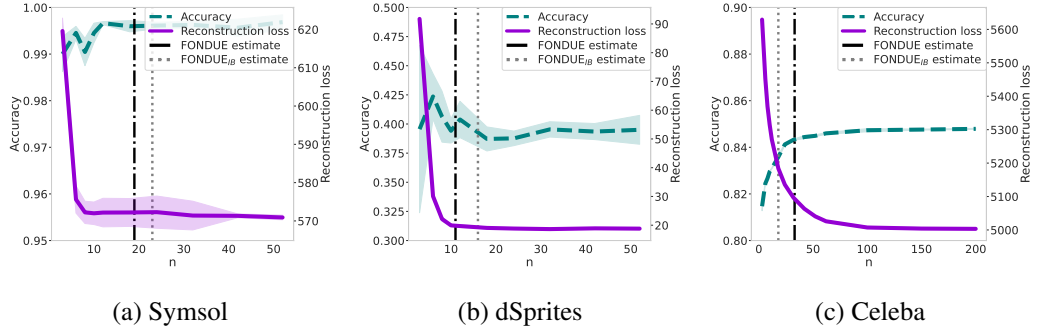 1.00
0.99
0.98
0.97
0.96
0.95
Accuracy
10
20
30
40
50
n
620
610
600
590
580
570
Reconstruction loss
Accuracy
Reconstruction loss
FONDUE estimate
FONDUE_IB estimate
(a) Symsol
0.500
0.475
0.450
0.425
0.400
0.375
0.350
0.325
0.300
Accuracy
10
20
30
40
50
n
90
80
70
60
50
40
30
20
Reconstruction loss
Accuracy
Reconstruction loss
FONDUE estimate
FONDUE_IB estimate
(b) dSprites
0.90
0.88
0.86
0.84
0.82
0.80
Accuracy
0
50
100
150
200
n
5600
5500
5400
5300
5200
5100
5000
Reconstruction loss
Accuracy
Reconstruction loss
FONDUE estimate
FONDUE_IB estimate
(c) Celeba